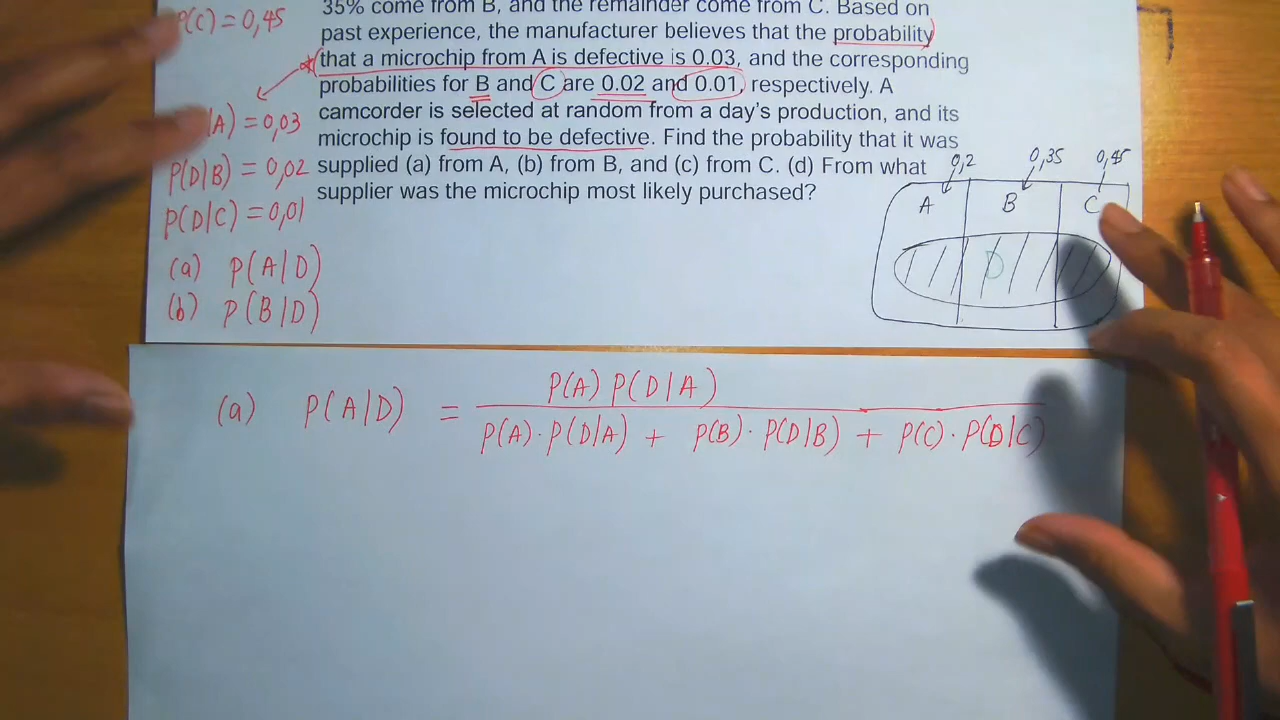 35% come from B, and the remainder come from C. Based on
past experience, the manufacturer believes that the probability
that a microchip from A is defective is 0.03, and the corresponding
probabilities for B and C are 0.02 and 0.01, respectively. A
camcorder is selected at random from a day's production, and its
microchip is found to be defective. Find the probability that it was
supplied (a) from A, (b) from B, and (c) from C. (d) From what
supplier was the microchip most likely purchased?
P(C) = 0,45
A) = 0,03
P(D|B) = 0,02
P(D|C) = 0,01
(a) P(A|D)
(b) P(B|D)
0,2 0,35 0,45
A B C
D
(a) P(A|D) = P(A) P(D|A)
P(A)·P(D|A) + P(B)·P(D|B) + P(C)·P(D|C)